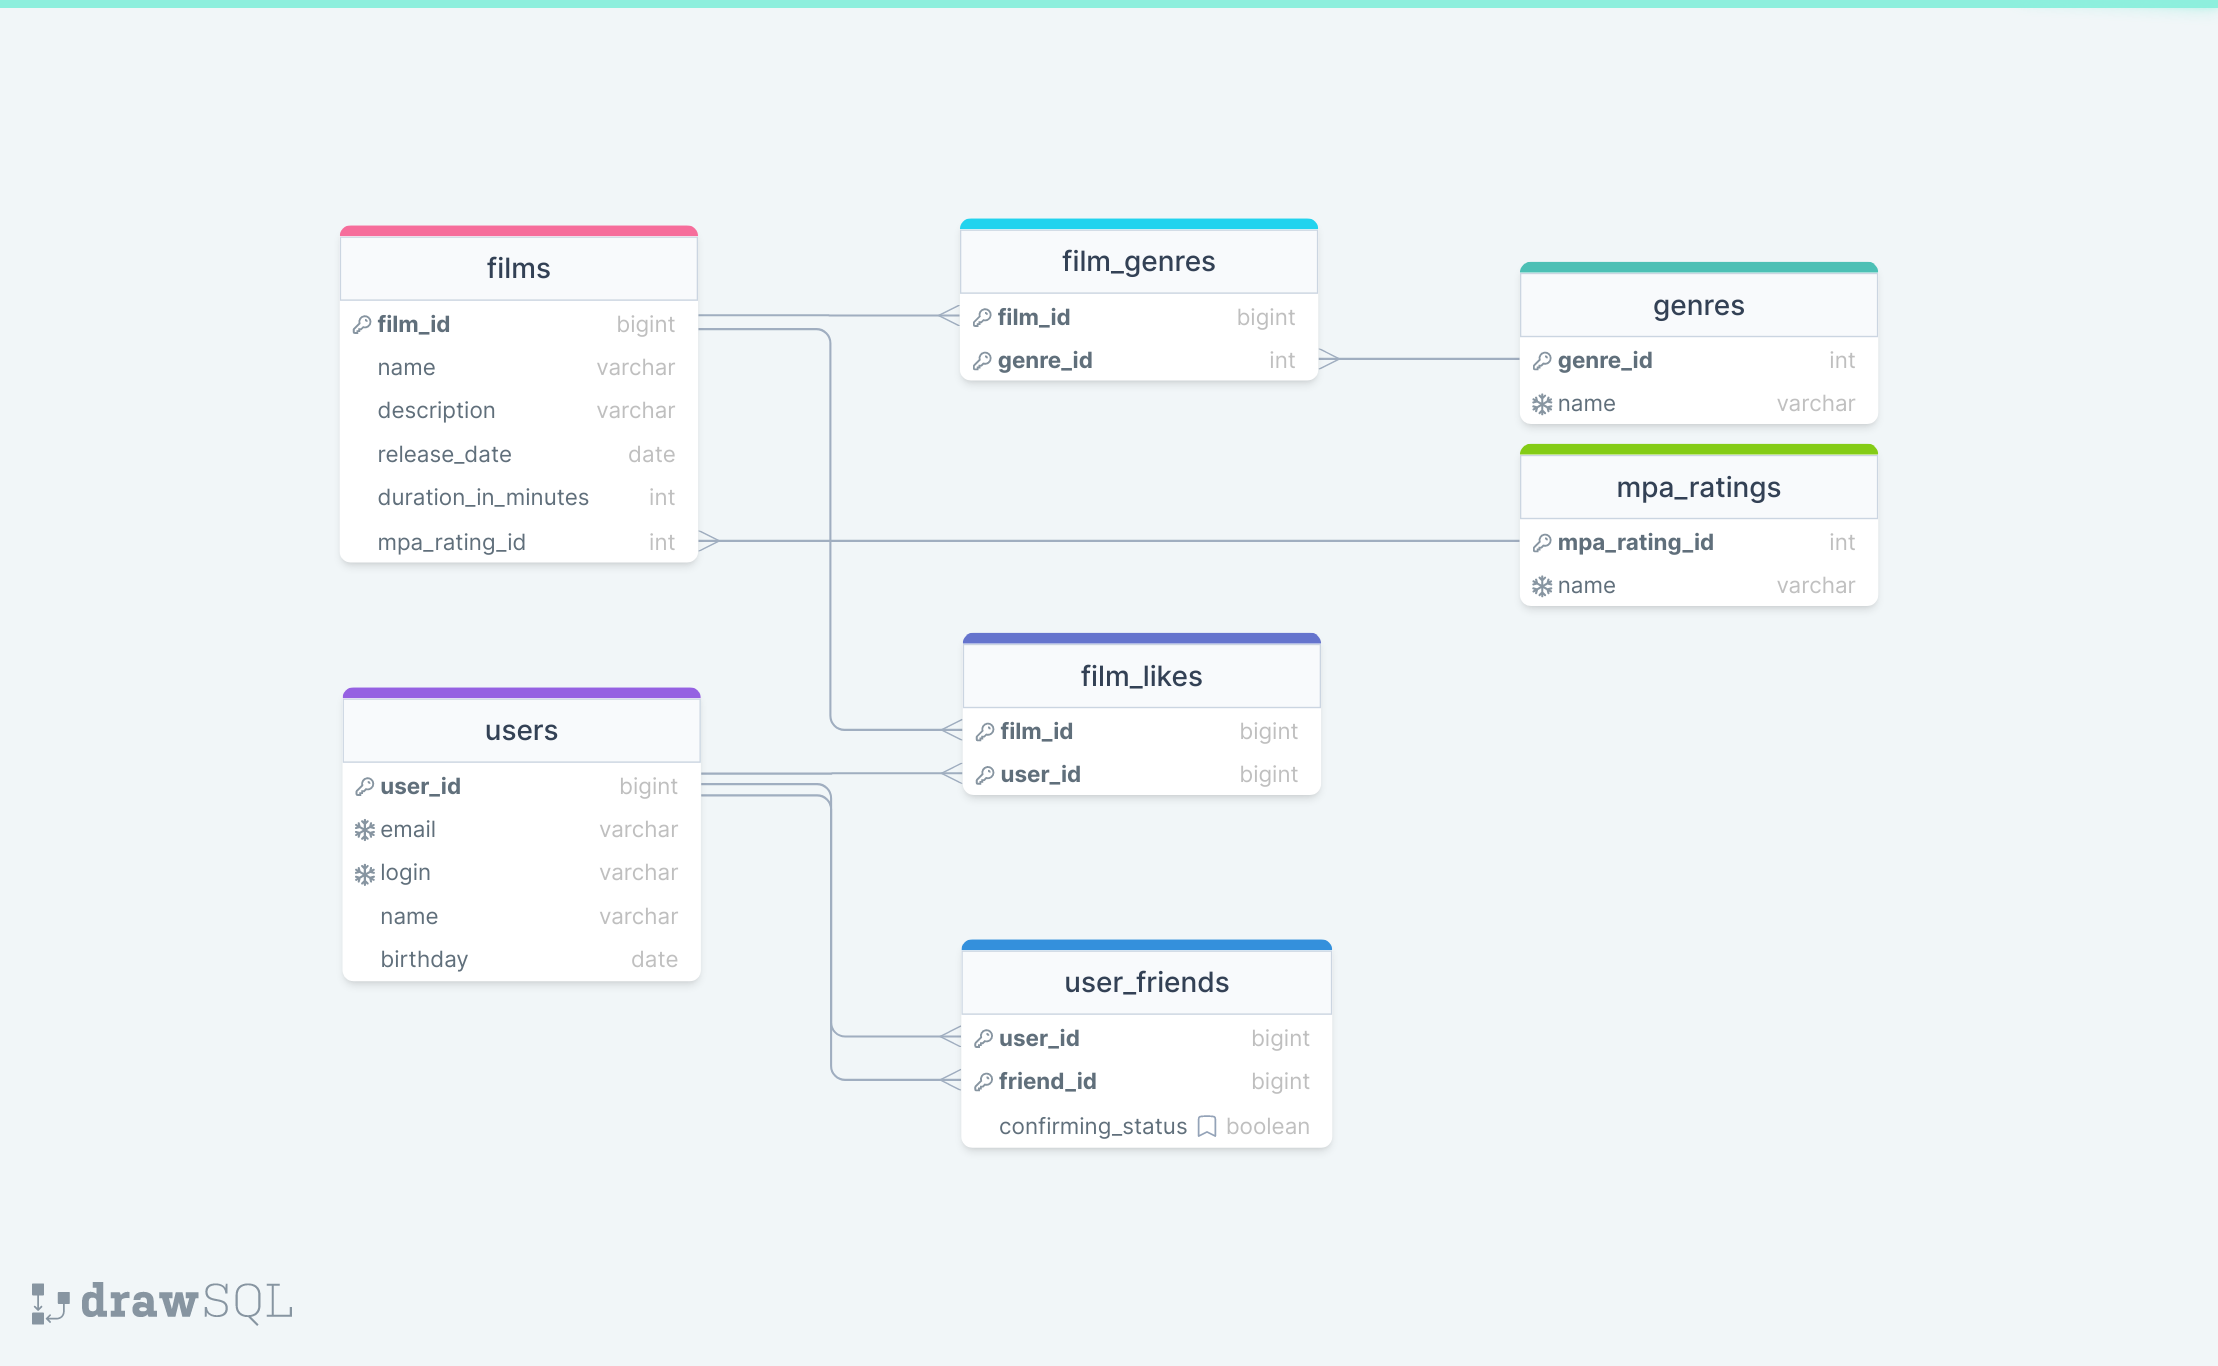 films
film_id bigint
name varchar
description varchar
release_date date
duration_in_minutes int
mpa_rating_id int
film_genres
film_id bigint
genre_id int
genres
genre_id int
name varchar
mpa_ratings
mpa_rating_id int
name varchar
film_likes
film_id bigint
user_id bigint
users
user_id bigint
email varchar
login varchar
name varchar
birthday date
user_friends
user_id bigint
friend_id bigint
confirming_status boolean
drawSQL